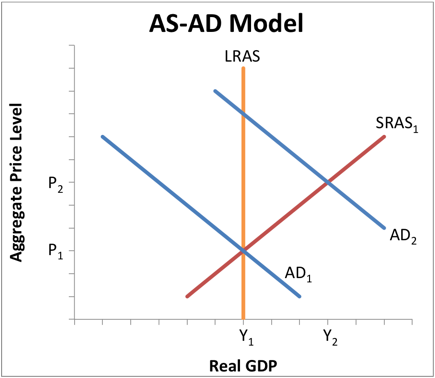 AS-AD Model
LRAS
SRAS₁
Aggregate Price Level
P₂
P₁
AD₂
AD₁
Y₁ Y₂
Real GDP